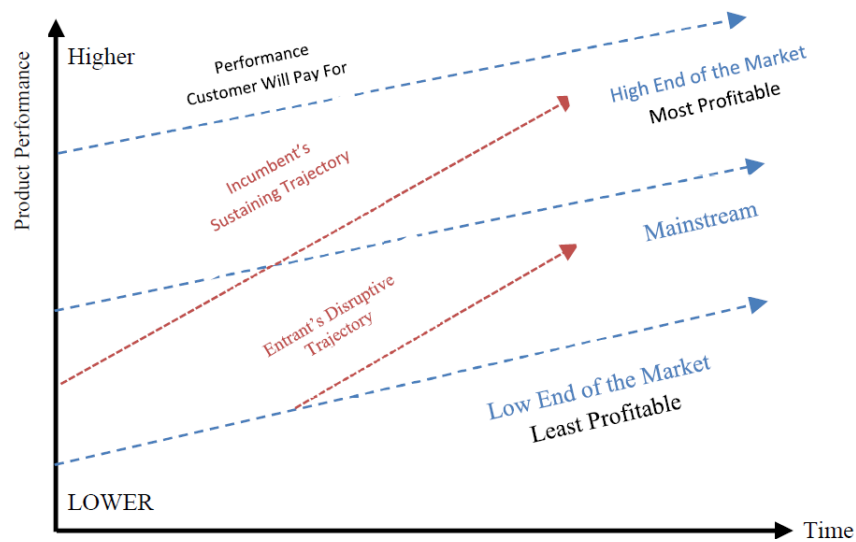 Higher
Product Performance
Performance
Customer Will Pay For
High End of the Market
Most Profitable
Incumbent's
Sustaining Trajectory
Mainstream
Entrant's Disruptive
Trajectory
Low End of the Market
Least Profitable
LOWER
Time